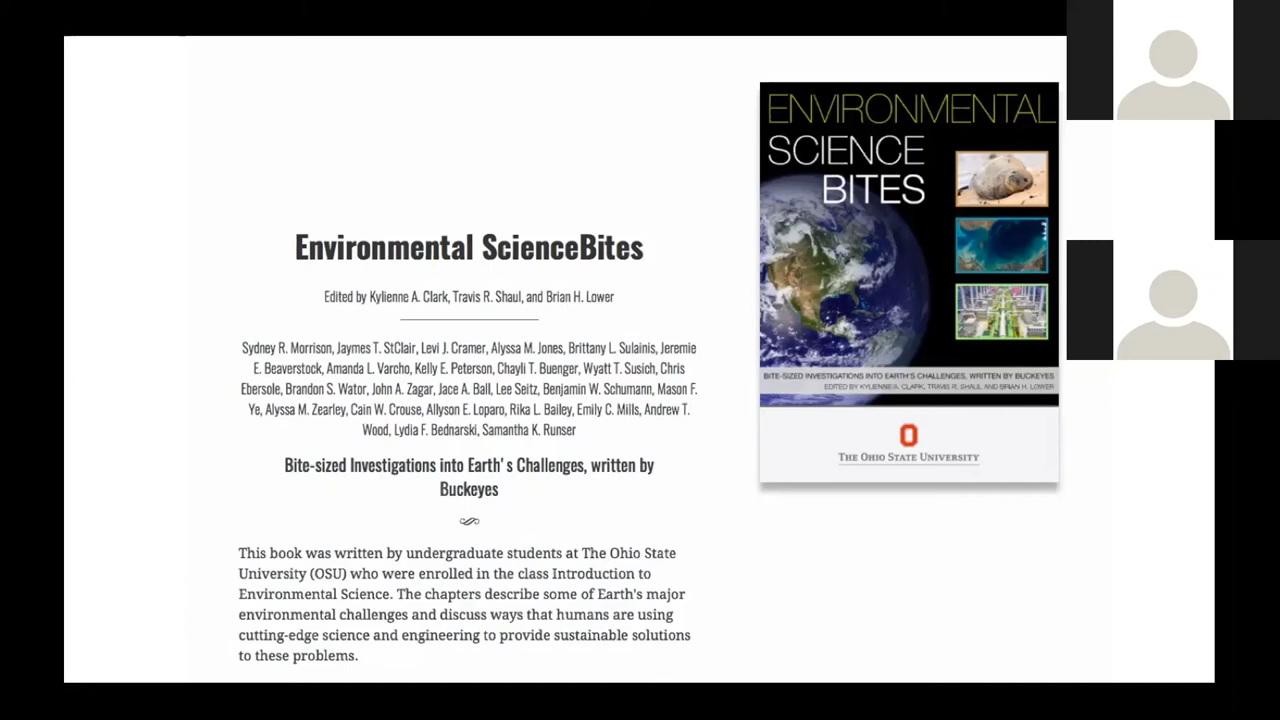 Environmental ScienceBites
Edited by Kylienne A. Clark, Travis R. Shaul, and Brian H. Lower
Sydney R. Morrison, Jaymes T. StClair, Levi J. Cramer, Alyssa M. Jones, Brittany L. Sulainis, Jeremie
E. Beaverstock, Amanda L. Varcho, Kelly E. Peterson, Chayli T. Buenger, Wyatt T. Susich, Chris
Ebersole, Brandon S. Wator, John A. Zagar, Jace A. Ball, Lee Seitz, Benjamin W. Schumann, Mason F.
Ye, Alyssa M. Zearley, Cain W. Crouse, Allyson E. Loparo, Rika L. Bailey, Emily C. Mills, Andrew T.
Wood, Lydia F. Bednarski, Samantha K. Runser
Bite-sized Investigations into Earth's Challenges, written by
Buckeyes
This book was written by undergraduate students at The Ohio State
University (OSU) who were enrolled in the class Introduction to
Environmental Science. The chapters describe some of Earth's major
environmental challenges and discuss ways that humans are using
cutting-edge science and engineering to provide sustainable solutions
to these problems.
ENVIRONMENTAL
SCIENCE
BITES
BITE-SIZED INVESTIGATIONS INTO EARTH'S CHALLENGES, WRITTEN BY BUCKEYES
EDITED BY KYLIENNE A. CLARK, TRAVIS R. SHAUL AND BRIAN H. LOWER
THE OHIO STATE UNIVERSITY